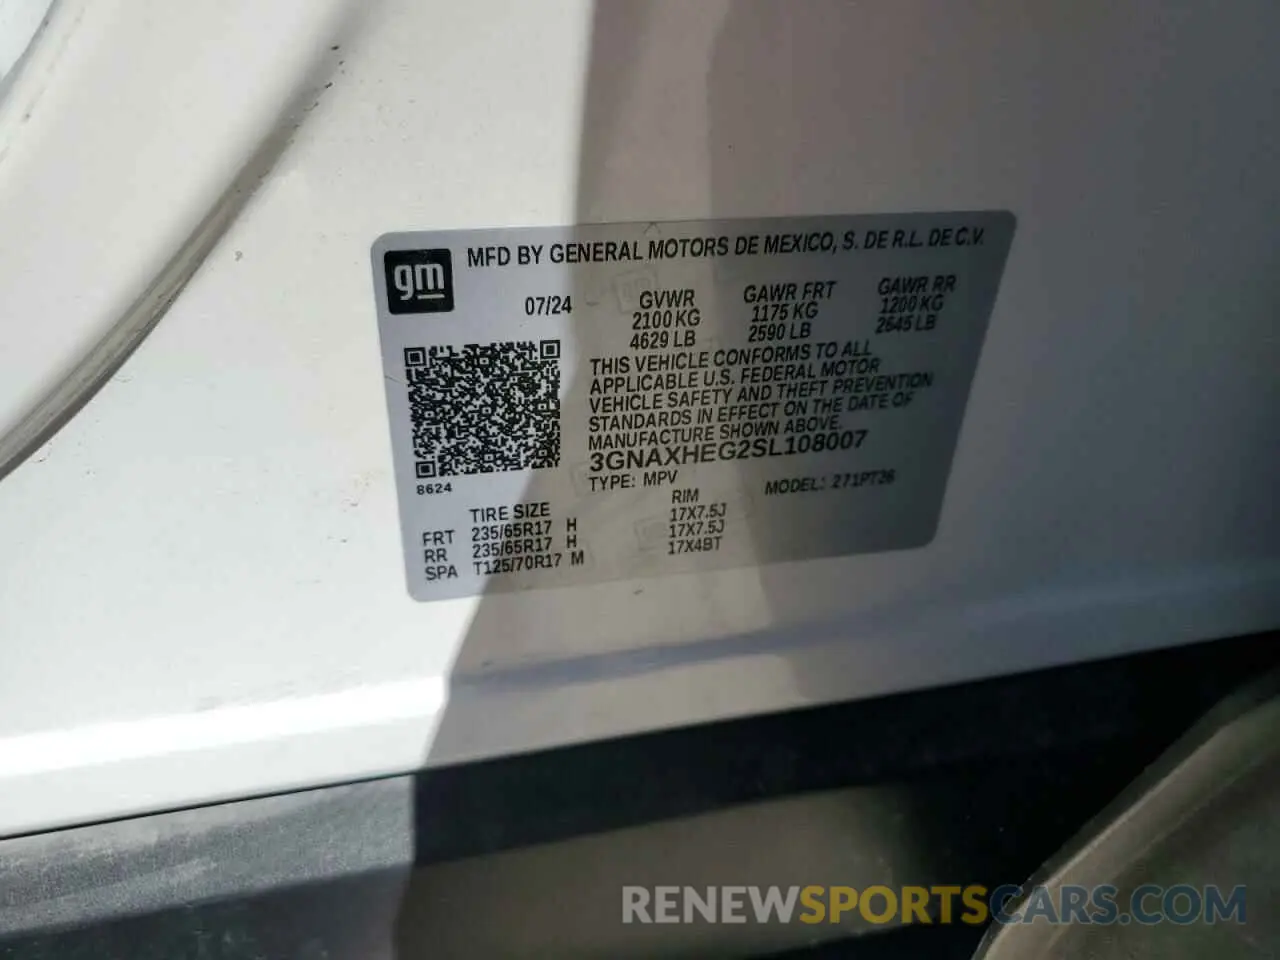 gm
MFD BY GENERAL MOTORS DE MEXICO, S. DE R.L. DE C.V.
07/24
GVWR
2100 KG
4629 LB
GAWR FRT
1175 KG
2590 LB
GAWR RR
1200 KG
2645 LB
THIS VEHICLE CONFORMS TO ALL
APPLICABLE U.S. FEDERAL MOTOR
VEHICLE SAFETY AND THEFT PREVENTION
STANDARDS IN EFFECT ON THE DATE OF
MANUFACTURE SHOWN ABOVE.
3GNAXHEG2SL108007
TYPE: MPV
MODEL: 271PT26
8624
TIRE SIZE
RIM
FRT 235/65R17 H 17X7.5J
RR 235/65R17 H 17X7.5J
SPA T125/70R17 M 17X4BT
RENEWSPORTSCARS.COM